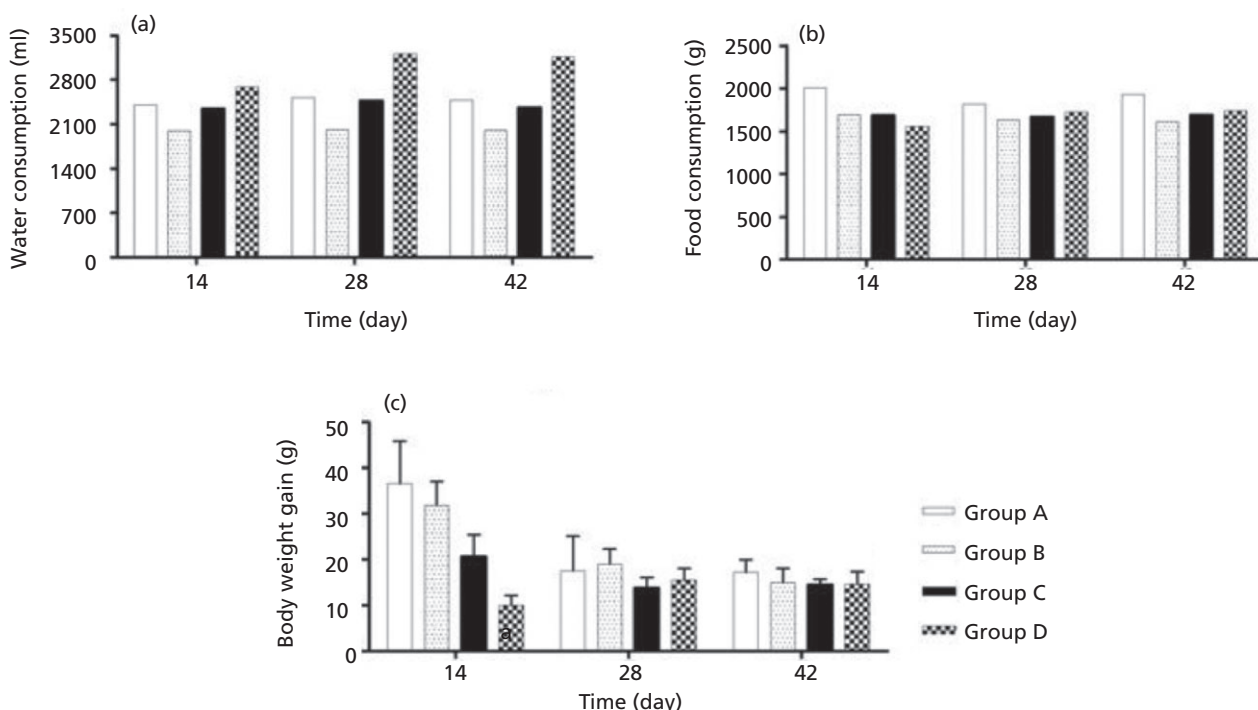 (a)
Water consumption (ml)
3500
2800
2100
1400
700
0
14 28 42
Time (day)
(b)
Food consumption (g)
2500
2000
1500
1000
500
0
14 28 42
Time (day)
(c)
Body weight gain (g)
50
40
30
20
10
0
a
14 28 42
Time (day)
Group A
Group B
Group C
Group D